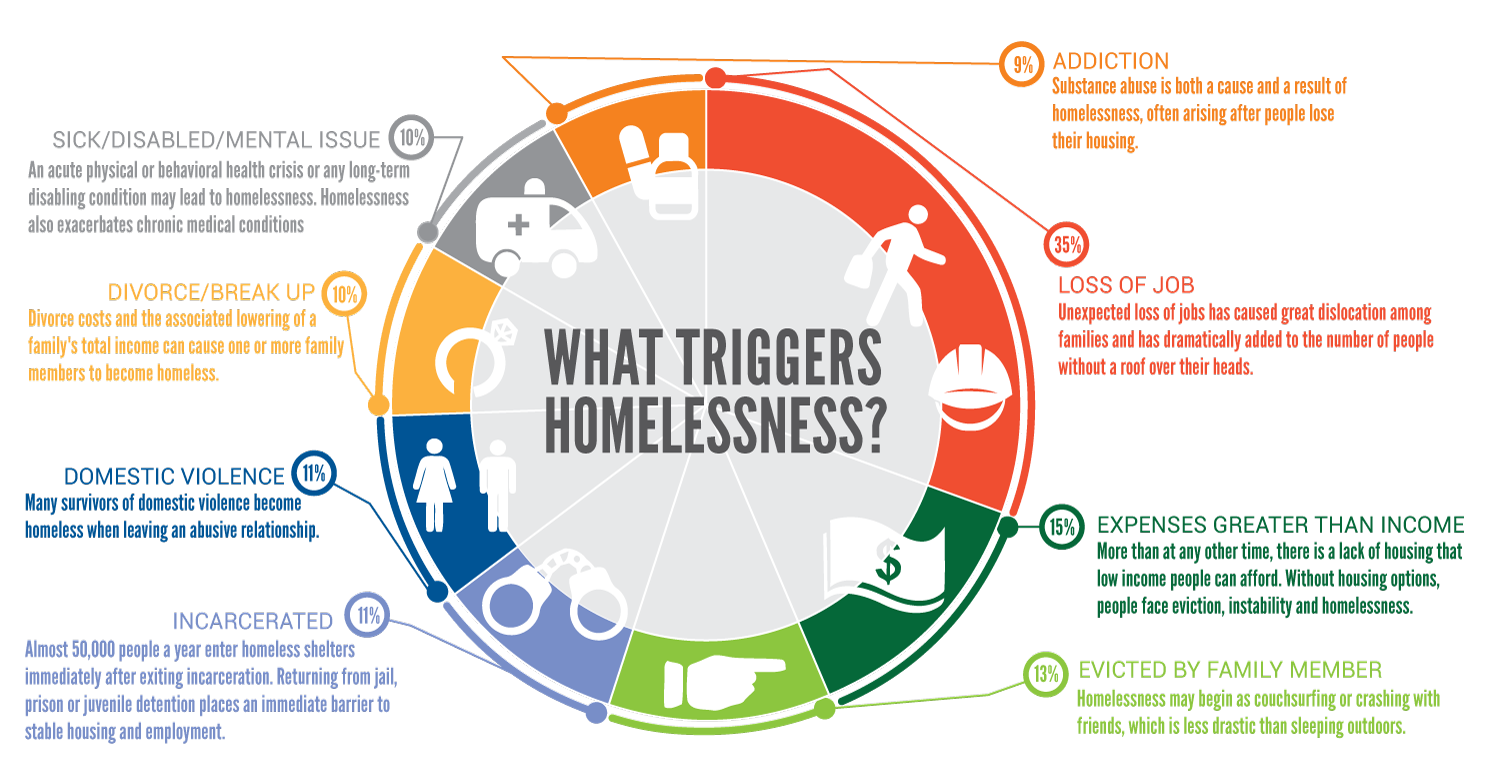 WHAT TRIGGERS
HOMELESSNESS?
9%
ADDICTION
Substance abuse is both a cause and a result of
homelessness, often arising after people lose
their housing.
35%
LOSS OF JOB
Unexpected loss of jobs has caused great dislocation among
families and has dramatically added to the number of people
without a roof over their heads.
15%
EXPENSES GREATER THAN INCOME
More than at any other time, there is a lack of housing that
low income people can afford. Without housing options,
people face eviction, instability and homelessness.
13%
EVICTED BY FAMILY MEMBER
Homelessness may begin as couchsurfing or crashing with
friends, which is less drastic than sleeping outdoors.
SICK/DISABLED/MENTAL ISSUE
10%
An acute physical or behavioral health crisis or any long-term
disabling condition may lead to homelessness. Homelessness
also exacerbates chronic medical conditions
DIVORCE/BREAK UP
10%
Divorce costs and the associated lowering of a
family's total income can cause one or more family
members to become homeless.
DOMESTIC VIOLENCE
11%
Many survivors of domestic violence become
homeless when leaving an abusive relationship.
INCARCERATED
11%
Almost 50,000 people a year enter homeless shelters
immediately after exiting incarceration. Returning from jail,
prison or juvenile detention places an immediate barrier to
stable housing and employment.
$